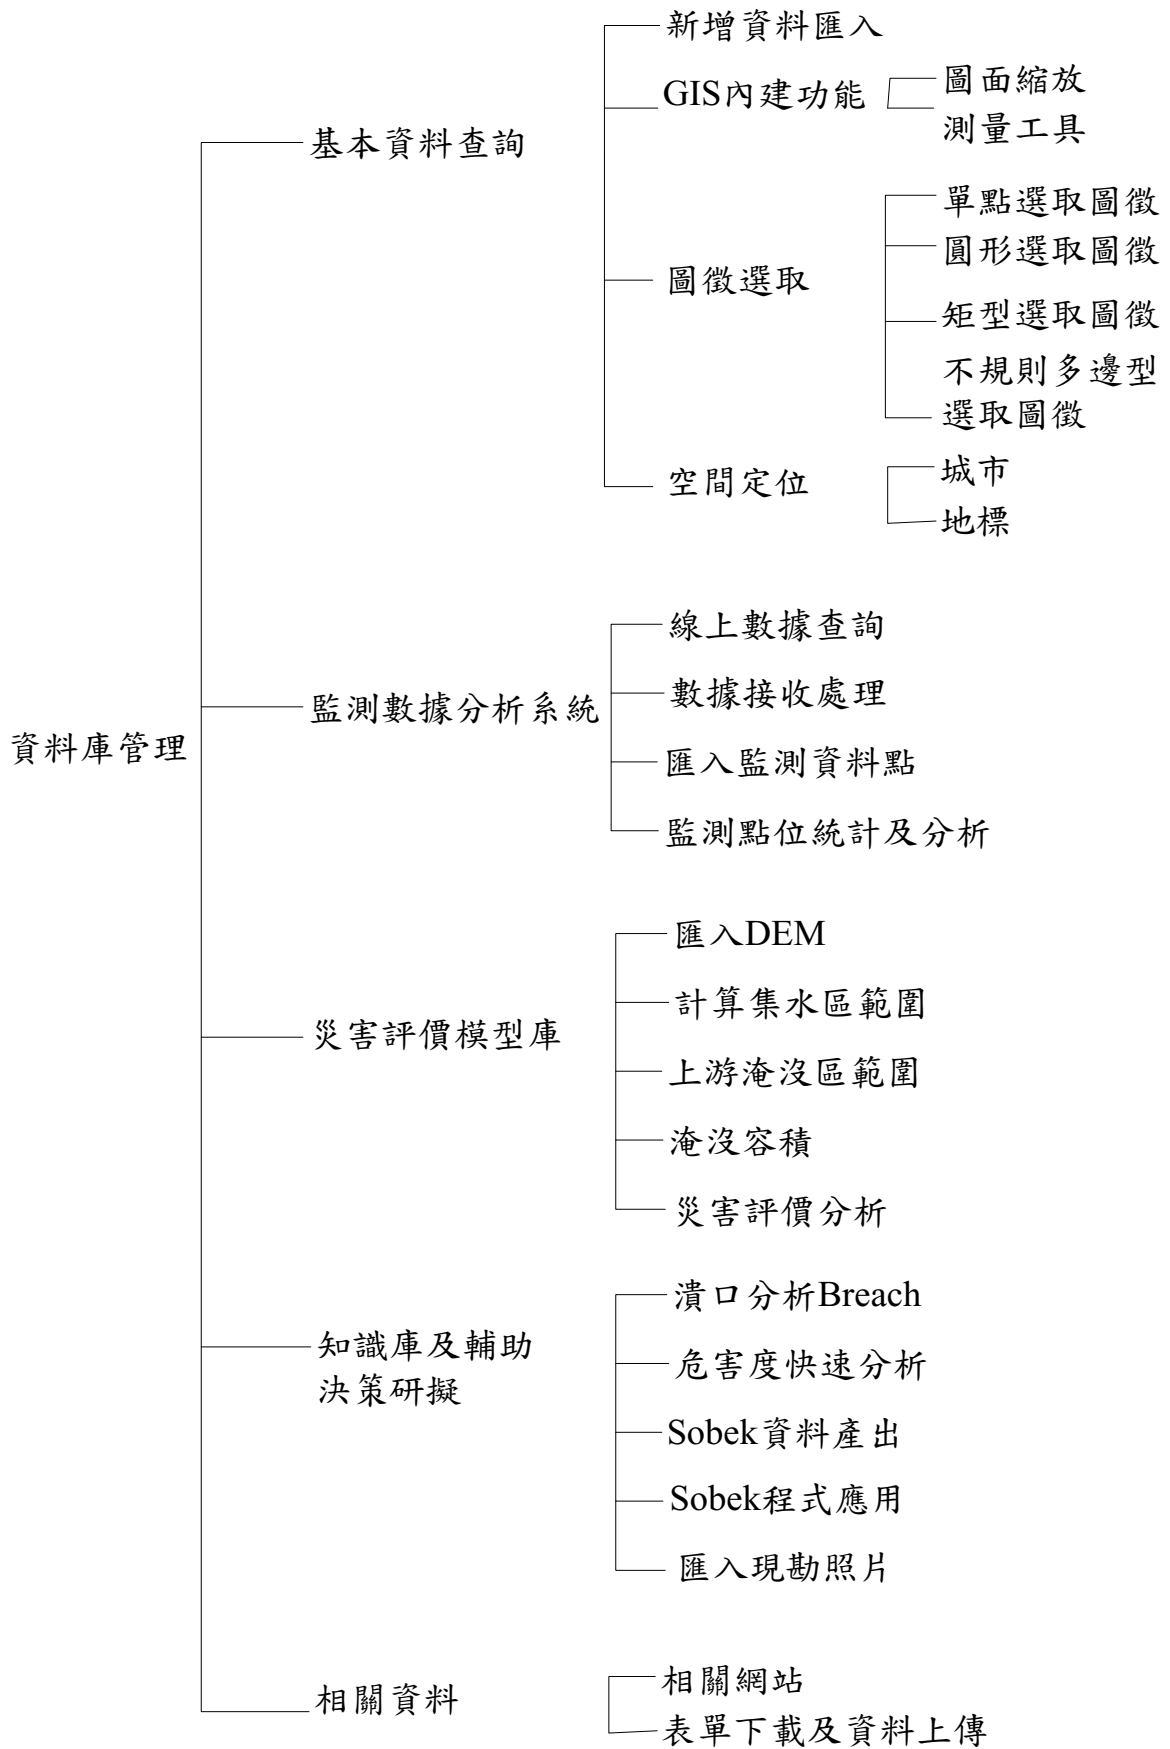 資料庫管理
基本資料查詢
新增資料匯入
GIS內建功能
圖面縮放
測量工具
圖徵選取
單點選取圖徵
圓形選取圖徵
矩型選取圖徵
不規則多邊型
選取圖徵
空間定位
城市
地標
監測數據分析系統
線上數據查詢
數據接收處理
匯入監測資料點
監測點位統計及分析
災害評價模型庫
匯入DEM
計算集水區範圍
上游淹沒區範圍
淹沒容積
災害評價分析
知識庫及輔助
決策研擬
潰口分析Breach
危害度快速分析
Sobek資料產出
Sobek程式應用
匯入現勘照片
相關資料
相關網站
表單下載及資料上傳